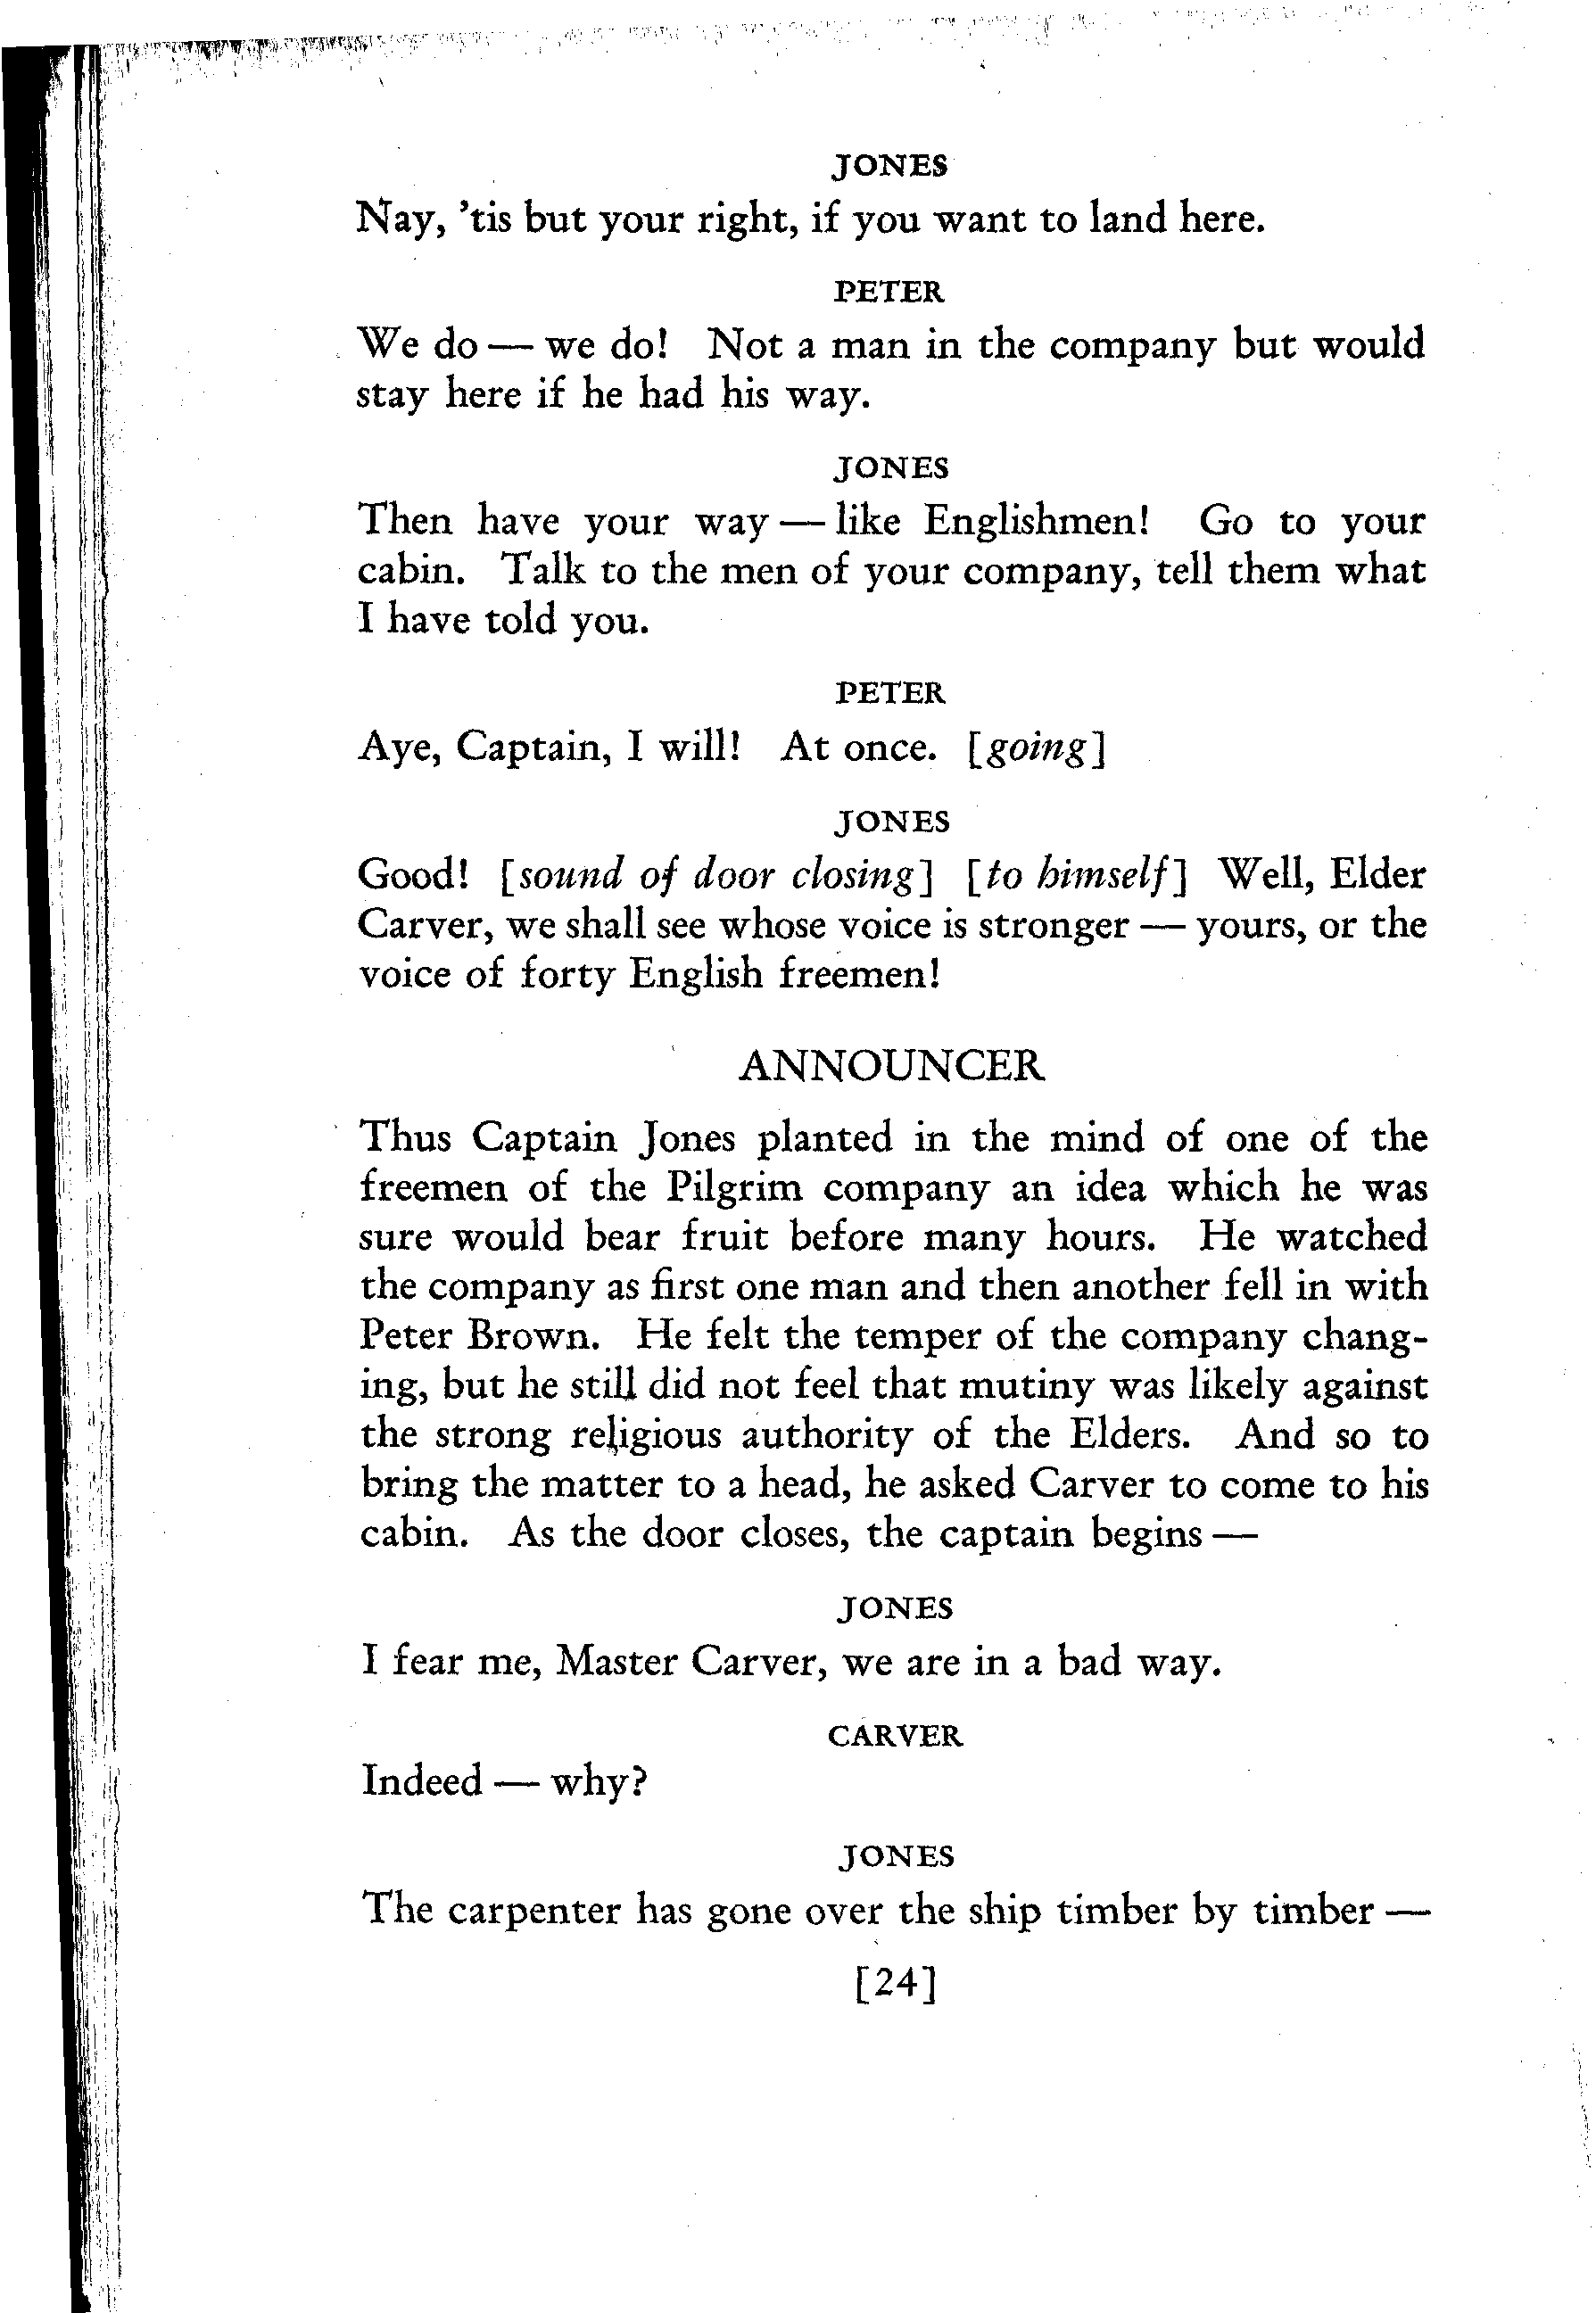 JONES
Nay, 'tis but your right, if you want to land here.
PETER
We do — we do! Not a man in the company but would
stay here if he had his way.
JONES
Then have your way — like Englishmen! Go to your
cabin. Talk to the men of your company, tell them what
I have told you.
PETER
Aye, Captain, I will! At once. [going]
JONES
Good! [sound of door closing] [to himself] Well, Elder
Carver, we shall see whose voice is stronger — yours, or the
voice of forty English freemen!
ANNOUNCER
Thus Captain Jones planted in the mind of one of the
freemen of the Pilgrim company an idea which he was
sure would bear fruit before many hours. He watched
the company as first one man and then another fell in with
Peter Brown. He felt the temper of the company chang-
ing, but he still did not feel that mutiny was likely against
the strong religious authority of the Elders. And so to
bring the matter to a head, he asked Carver to come to his
cabin. As the door closes, the captain begins —
JONES
I fear me, Master Carver, we are in a bad way.
CARVER
Indeed — why?
JONES
The carpenter has gone over the ship timber by timber —
[24]